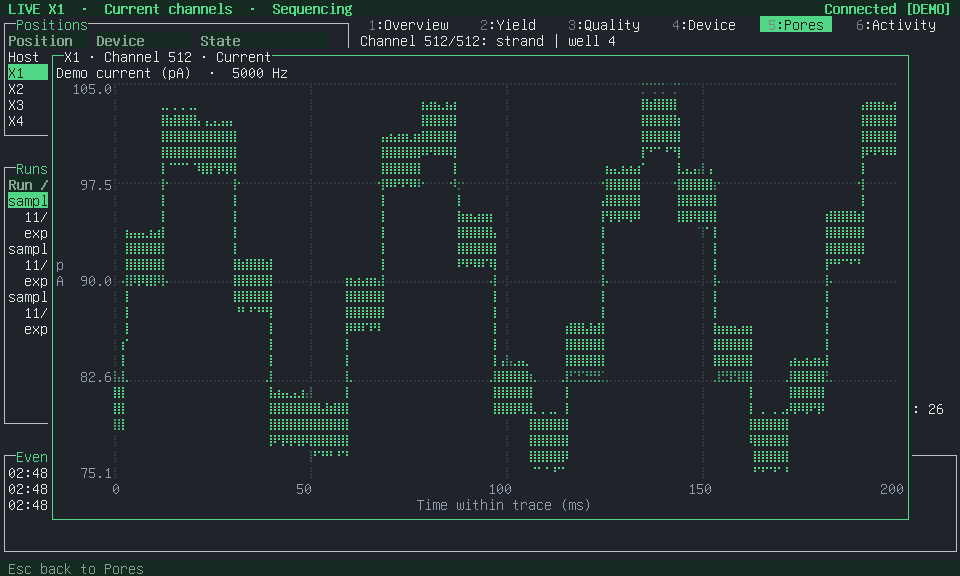 LIVE X1 · Current channels · Sequencing Connected [DEMO]
Positions 1:Overview 2:Yield 3:Quality 4:Device 5:Pores 6:Activity
Position Device State Channel 512/512: strand | well 4
Host X1 · Channel 512 · Current
X1 Demo current (pA) · 5000 Hz
X2 105.0
X3
X4
Runs
Run / 97.5
sampl
11/
exp
sampl
11/ p
exp A 90.0
sampl
11/
exp
82.6
: 26
Even
02:48 75.1
02:48 0 50 100 150 200
02:48 Time within trace (ms)
Esc back to Pores